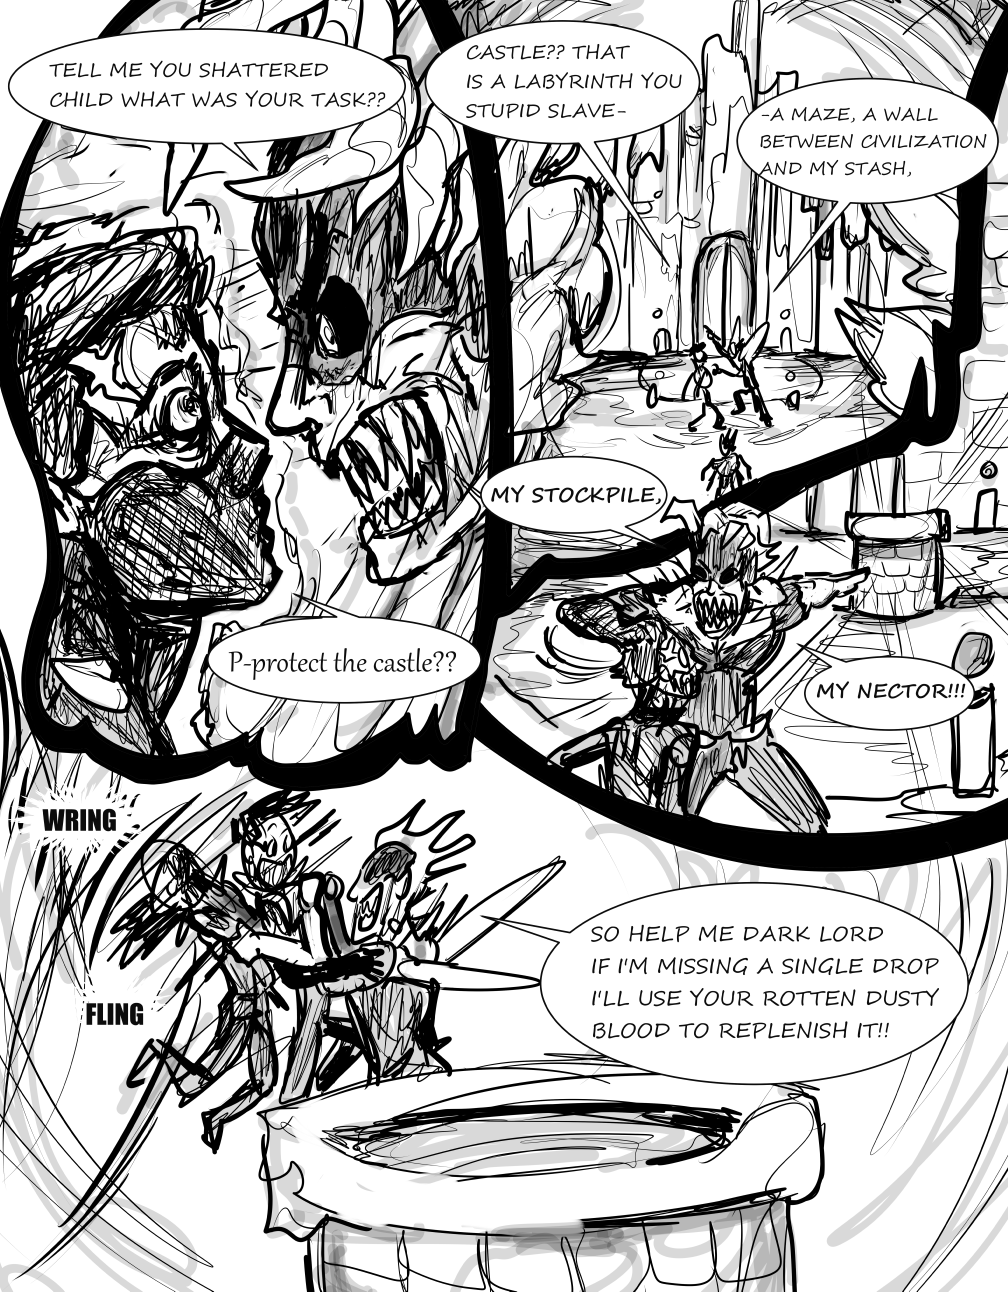 TELL ME YOU SHATTERED
CHILD WHAT WAS YOUR TASK??
P-protect the castle??
CASTLE?? THAT
IS A LABYRINTH YOU
STUPID SLAVE-
-A MAZE, A WALL
BETWEEN CIVILIZATION
AND MY STASH,
MY STOCKPILE,
MY NECTOR!!!
WRING
FLING
SO HELP ME DARK LORD
IF I'M MISSING A SINGLE DROP
I'LL USE YOUR ROTTEN DUSTY
BLOOD TO REPLENISH IT!!